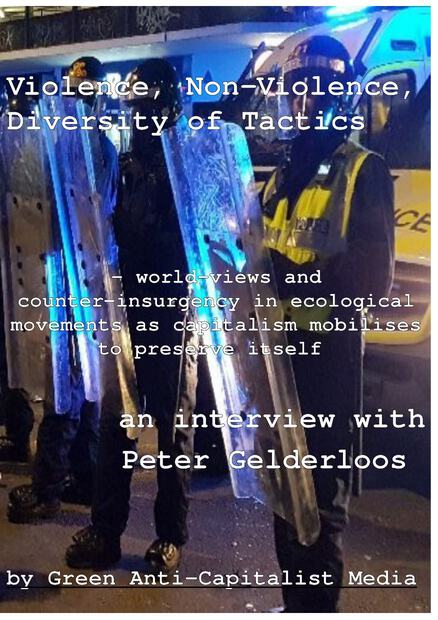 Violence, Non-Violence,
Diversity of Tactics
- world-views and
counter-insurgency in ecological
movements as capitalism mobilises
to preserve itself
an interview with
Peter Gelderloos
by Green Anti-Capitalist Media
ICE